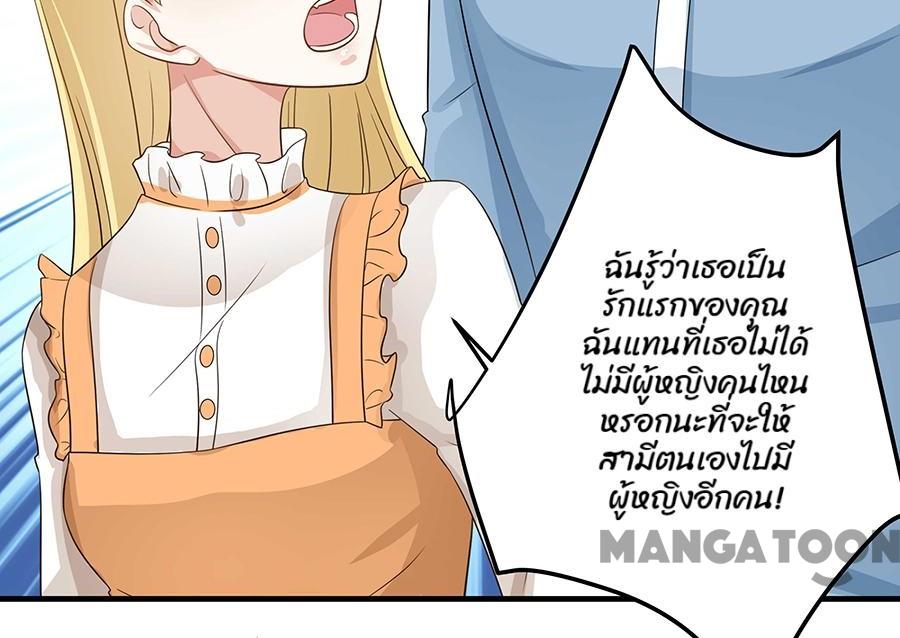 ฉันรู้ว่าเธอเป็น
รักแรกของคุณ
ฉันแทนที่เธอไม่ได้
ไม่มีผู้หญิงคนไหน
หรอกนะที่จะให้
สามีตนเองไปมี
ผู้หญิงอีกคน!
MANGATOON